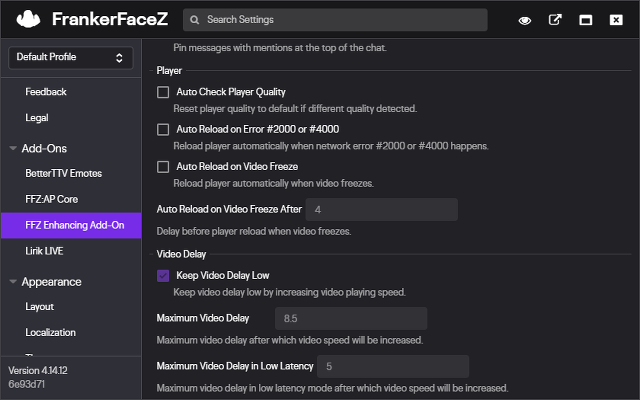 FrankerFaceZ
Search Settings
Default Profile
Feedback
Legal
Add-Ons
BetterTTV Emotes
FFZ:AP Core
FFZ Enhancing Add-On
Lirik LIVE
Appearance
Layout
Localization
Version 4.14.12
6e93d71
Pin messages with mentions at the top of the chat.
Player
Auto Check Player Quality
Reset player quality to default if different quality detected.
Auto Reload on Error #2000 or #4000
Reload player automatically when network error #2000 or #4000 happens.
Auto Reload on Video Freeze
Reload player automatically when video freezes.
Auto Reload on Video Freeze After 4
Delay before player reload when video freezes.
Video Delay
Keep Video Delay Low
Keep video delay low by increasing video playing speed.
Maximum Video Delay 8.5
Maximum video delay after which video speed will be increased.
Maximum Video Delay in Low Latency 5
Maximum video delay in low latency mode after which video speed will be increased.